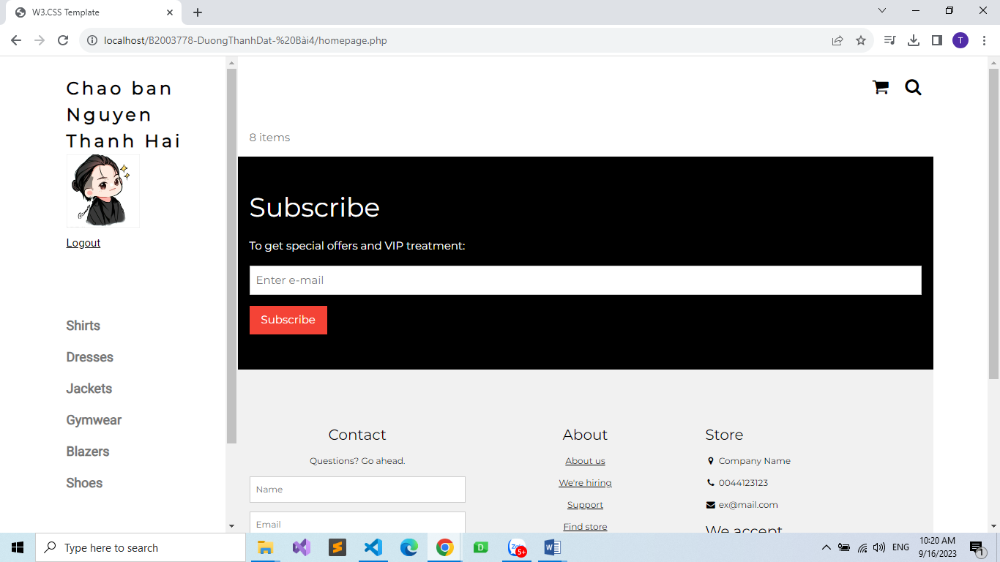 W3.CSS Template
localhost/B2003778-DuongThanhDat-%20Bài4/homepage.php
T
Chao ban
Nguyen
Thanh Hai
Logout
Shirts
Dresses
Jackets
Gymwear
Blazers
Shoes
8 items
Subscribe
To get special offers and VIP treatment:
Enter e-mail
Subscribe
Contact
Questions? Go ahead.
Name
Email
About
About us
We're hiring
Support
Find store
Store
Company Name
0044123123
ex@mail.com
We accept
Type here to search
D
5+
W
ENG
10:20 AM
9/16/2023
1